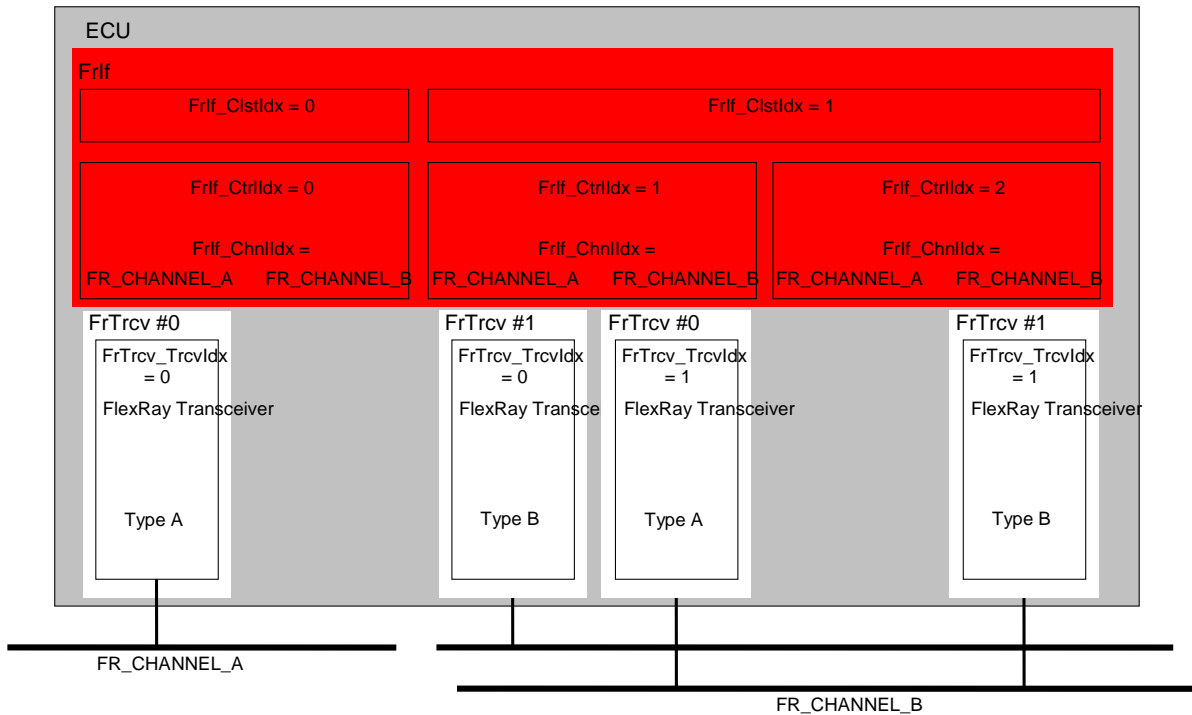 ECU
FrIf
FrIf_ClstIdx = 0
FrIf_ClstIdx = 1
FrIf_CtrlIdx = 0
FrIf_CtrlIdx = 1
FrIf_CtrlIdx = 2
FrIf_ChnlIdx =
FrIf_ChnlIdx =
FrIf_ChnlIdx =
FR_CHANNEL_A
FR_CHANNEL_B
FR_CHANNEL_A
FR_CHANNEL_B
FR_CHANNEL_A
FR_CHANNEL_B
FrTrcv #0
FrTrcv_TrcvIdx
= 0
FlexRay Transceiver
Type A
FrTrcv #1
FrTrcv_TrcvIdx
= 0
FlexRay Transce
Type B
FrTrcv #0
FrTrcv_TrcvIdx
= 1
FlexRay Transceiver
Type A
FrTrcv #1
FrTrcv_TrcvIdx
= 1
FlexRay Transceiver
Type B
FR_CHANNEL_A
FR_CHANNEL_B